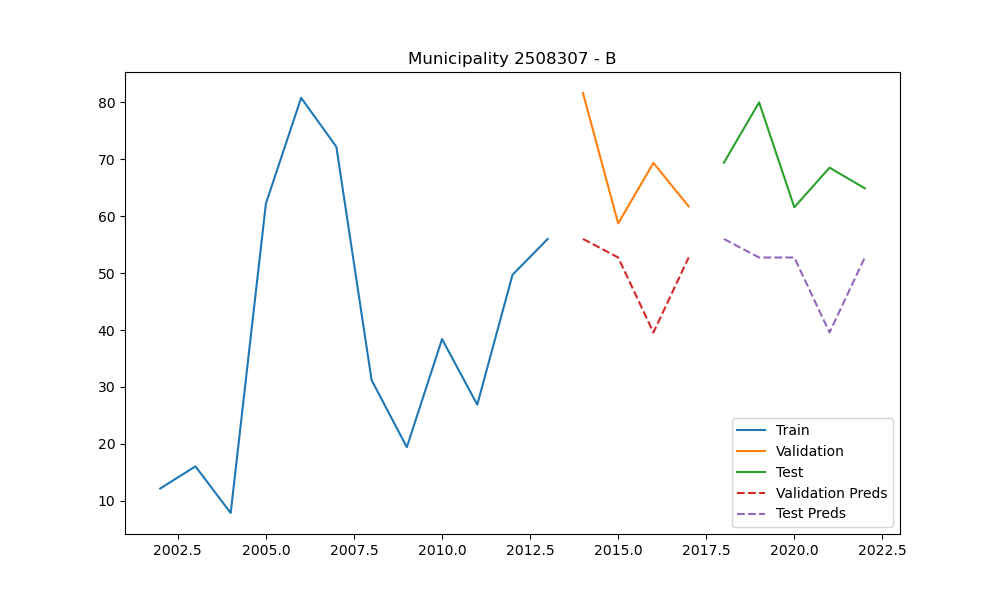 Municipality 2508307 - B
80
70
60
50
40
30
20
10
2002.5 2005.0 2007.5 2010.0 2012.5 2015.0 2017.5 2020.0 2022.5
Train
Validation
Test
Validation Preds
Test Preds